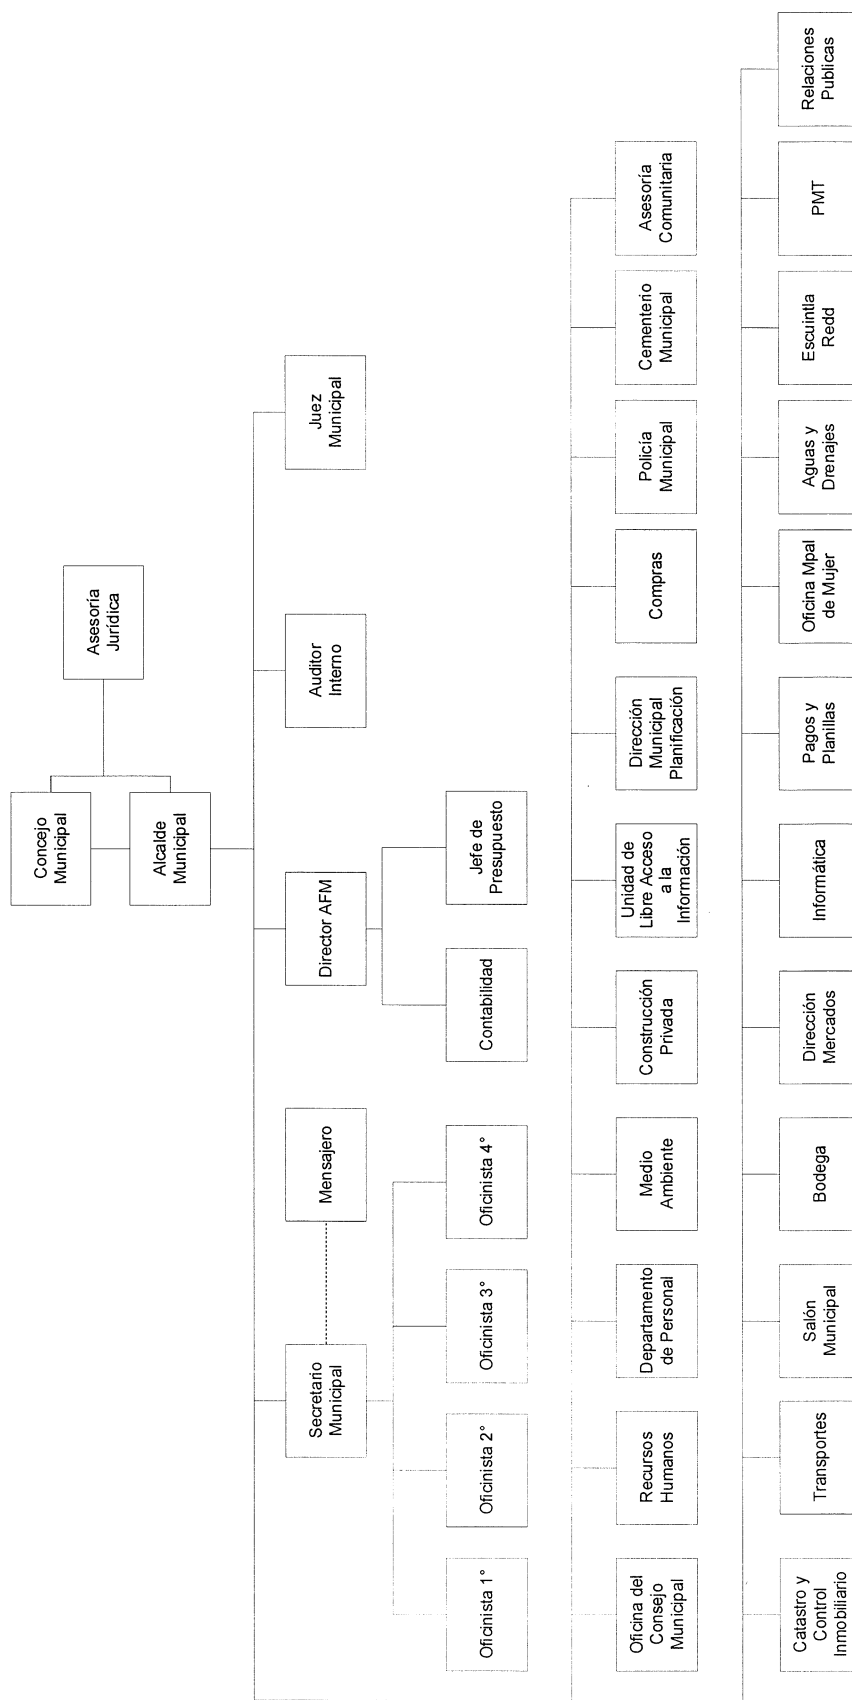 Concejo
Municipal
Asesoría
Jurídica
Alcalde
Municipal
Secretario
Municipal
Mensajero
Director AFM
Auditor
Interno
Juez
Municipal
Oficinista 1°
Oficinista 2°
Oficinista 3°
Oficinista 4°
Contabilidad
Jefe de
Presupuesto
Oficina del
Consejo
Municipal
Recursos
Humanos
Departamento
de Personal
Medio
Ambiente
Construcción
Privada
Unidad de
Libre Acceso
a la
Información
Dirección
Municipal
Planificación
Compras
Policía
Municipal
Cementerio
Municipal
Asesoría
Comunitaria
Catastro y
Control
Inmobiliario
Transportes
Salón
Municipal
Bodega
Dirección
Mercados
Informática
Pagos y
Planillas
Oficina Mpal
de Mujer
Aguas y
Drenajes
Escuintla
Redd
PMT
Relaciones
Publicas